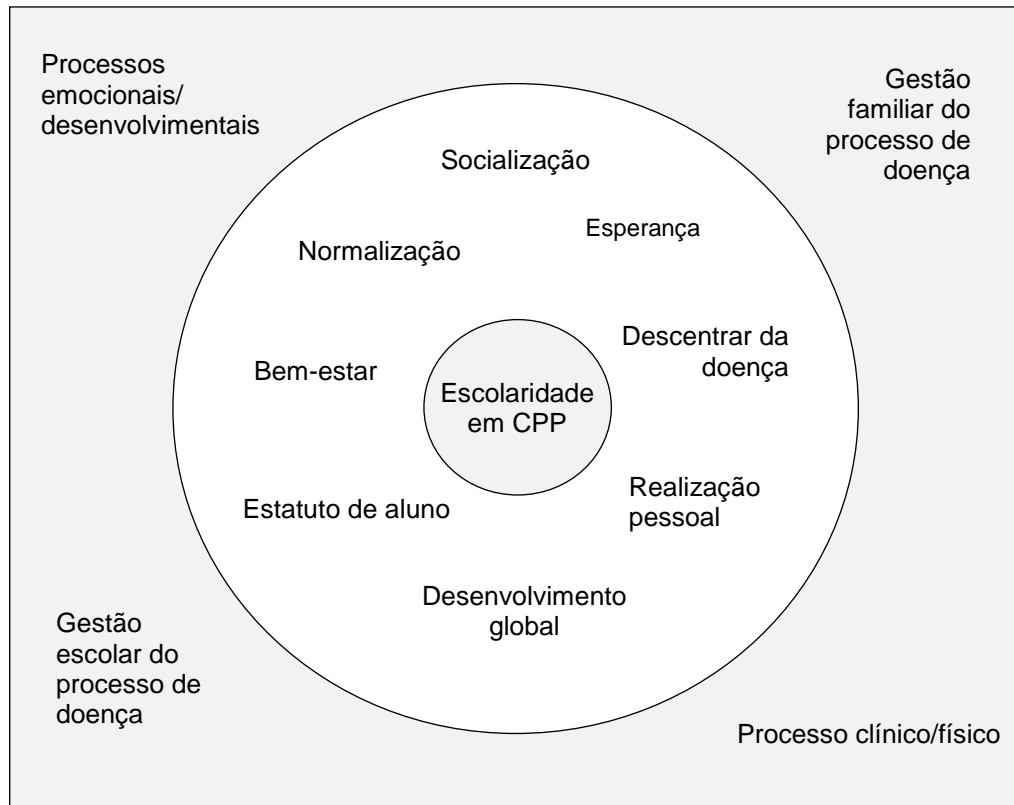 Processos
emocionais/
desenvolvimentais
Gestão
familiar do
processo de
doença
Socialização
Esperança
Normalização
Descentrar da
doença
Bem-estar
Escolaridade
em CPP
Realização
pessoal
Estatuto de aluno
Desenvolvimento
global
Gestão
escolar do
processo de
doença
Processo clínico/físico